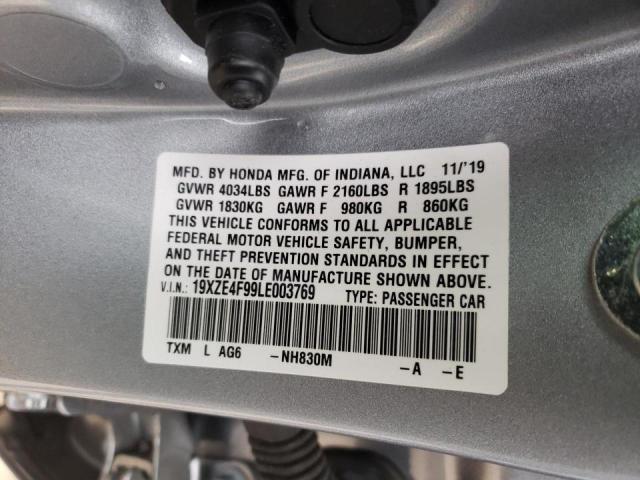 MFD. BY HONDA MFG. OF INDIANA, LLC 11/'19
GVWR 4034LBS GAWR F 2160LBS R 1895LBS
GVWR 1830KG GAWR F 980KG R 860KG
THIS VEHICLE CONFORMS TO ALL APPLICABLE
FEDERAL MOTOR VEHICLE SAFETY, BUMPER,
AND THEFT PREVENTION STANDARDS IN EFFECT
ON THE DATE OF MANUFACTURE SHOWN ABOVE.
V.I.N.: 19XZE4F99LE003769 TYPE: PASSENGER CAR
TXM L AG6 -NH830M -A -E